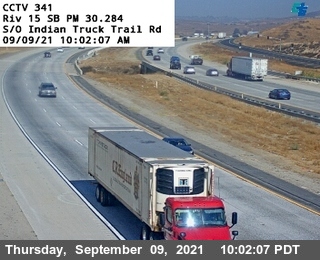 CCTV 341
Riv 15 SB PM 30.284
S/O Indian Truck Trail Rd
09/09/21 10:02:07 AM
Thursday, September 09, 2021 10:02:07 PDT